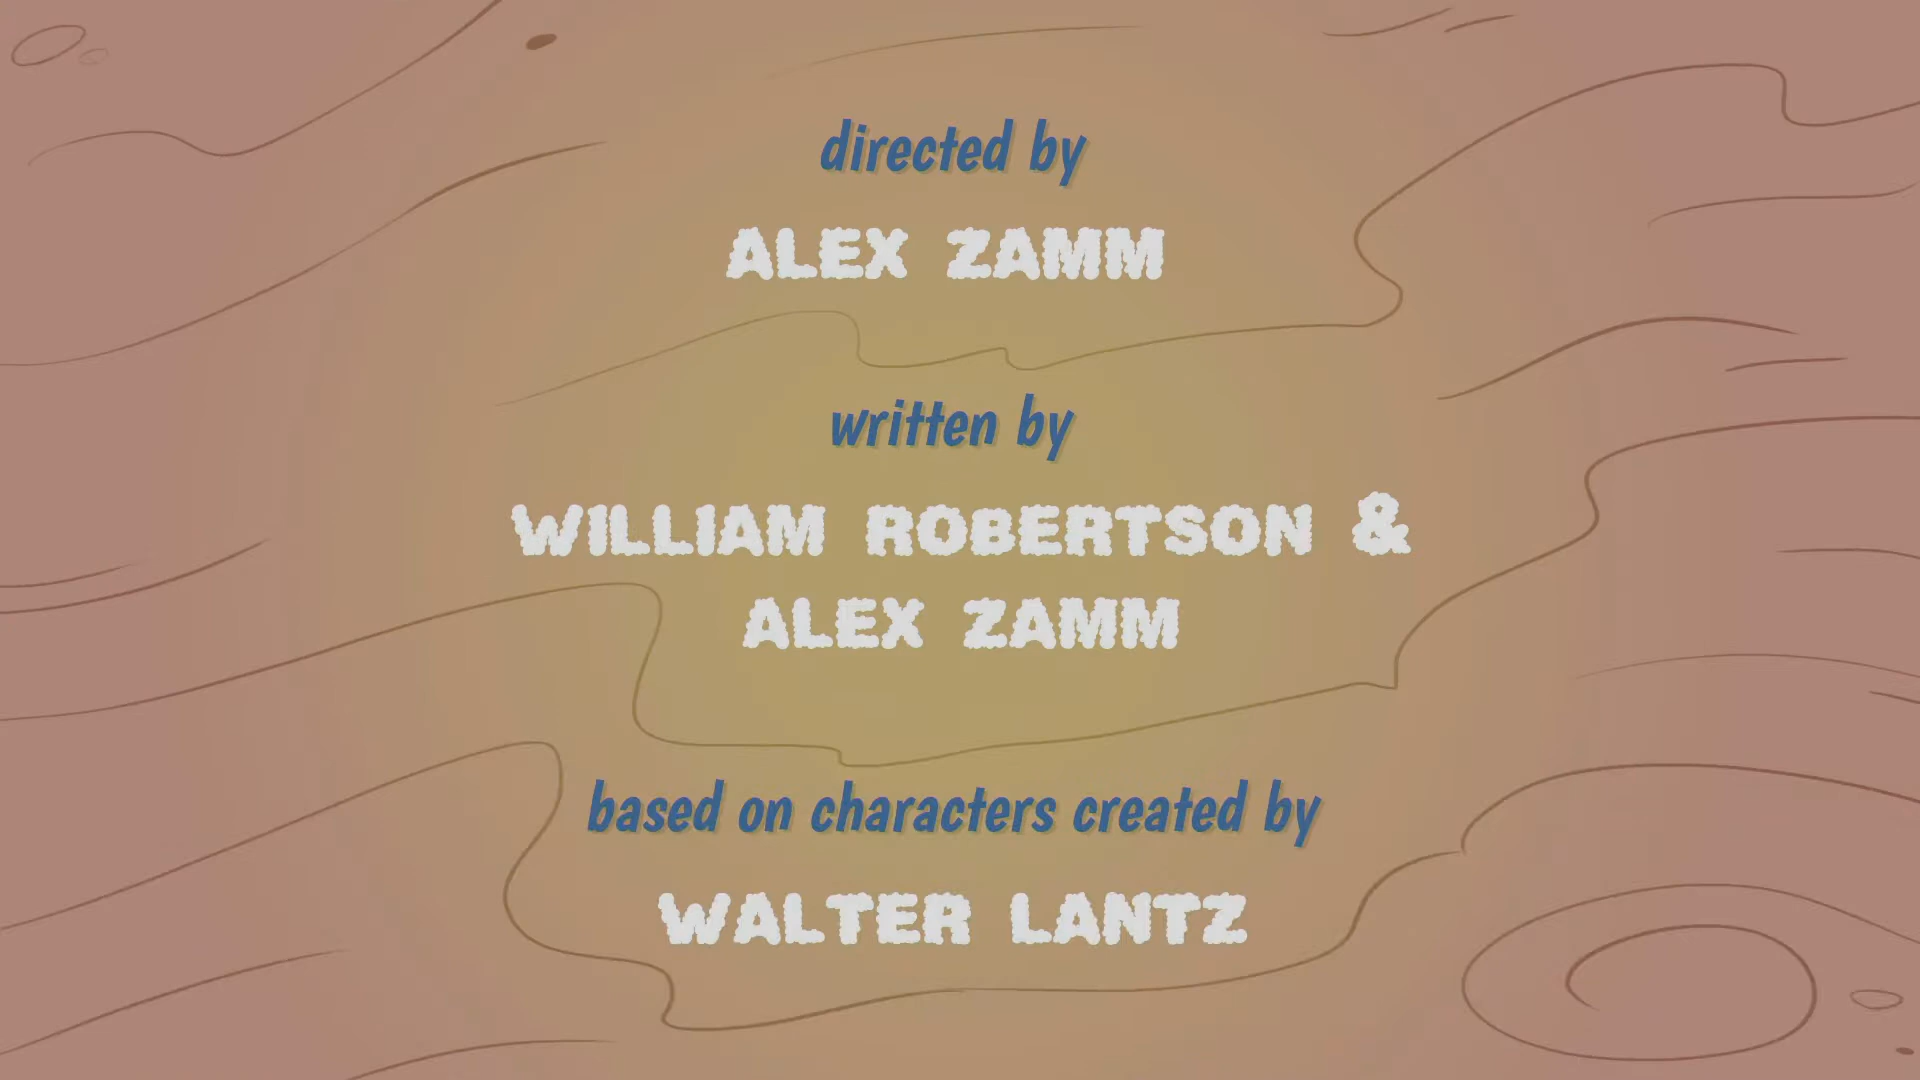 directed by
ALEX ZAMM
written by
WILLIAM ROBERTSON &
ALEX ZAMM
based on characters created by
WALTER LANTZ